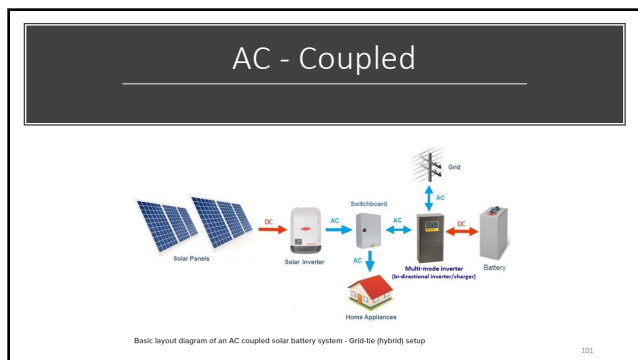 AC - Coupled
Grid
AC
Switchboard
DC
AC
AC
DC
Solar Panels
Solar Inverter
AC
Multi-mode inverter
(bi-directional inverter/charger)
Battery
Home Appliances
Basic layout diagram of an AC coupled solar battery system - Grid-tie (hybrid) setup
101